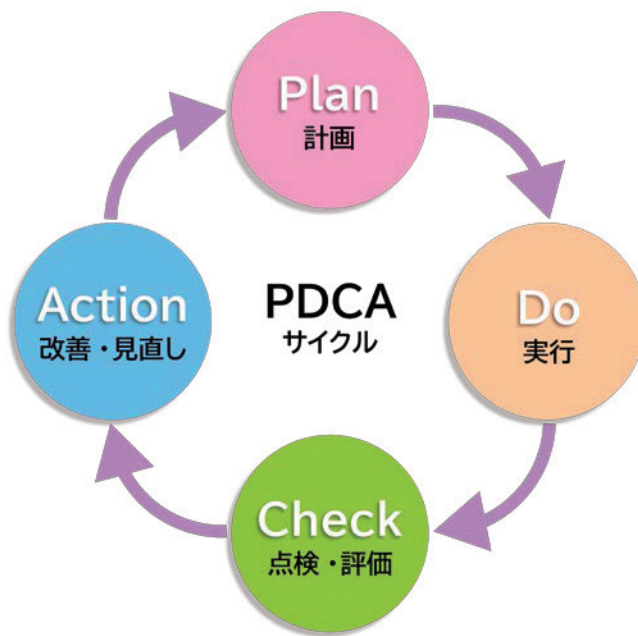 Plan
計画
Do
実行
Check
点検・評価
Action
改善・見直し
PDCA
サイクル